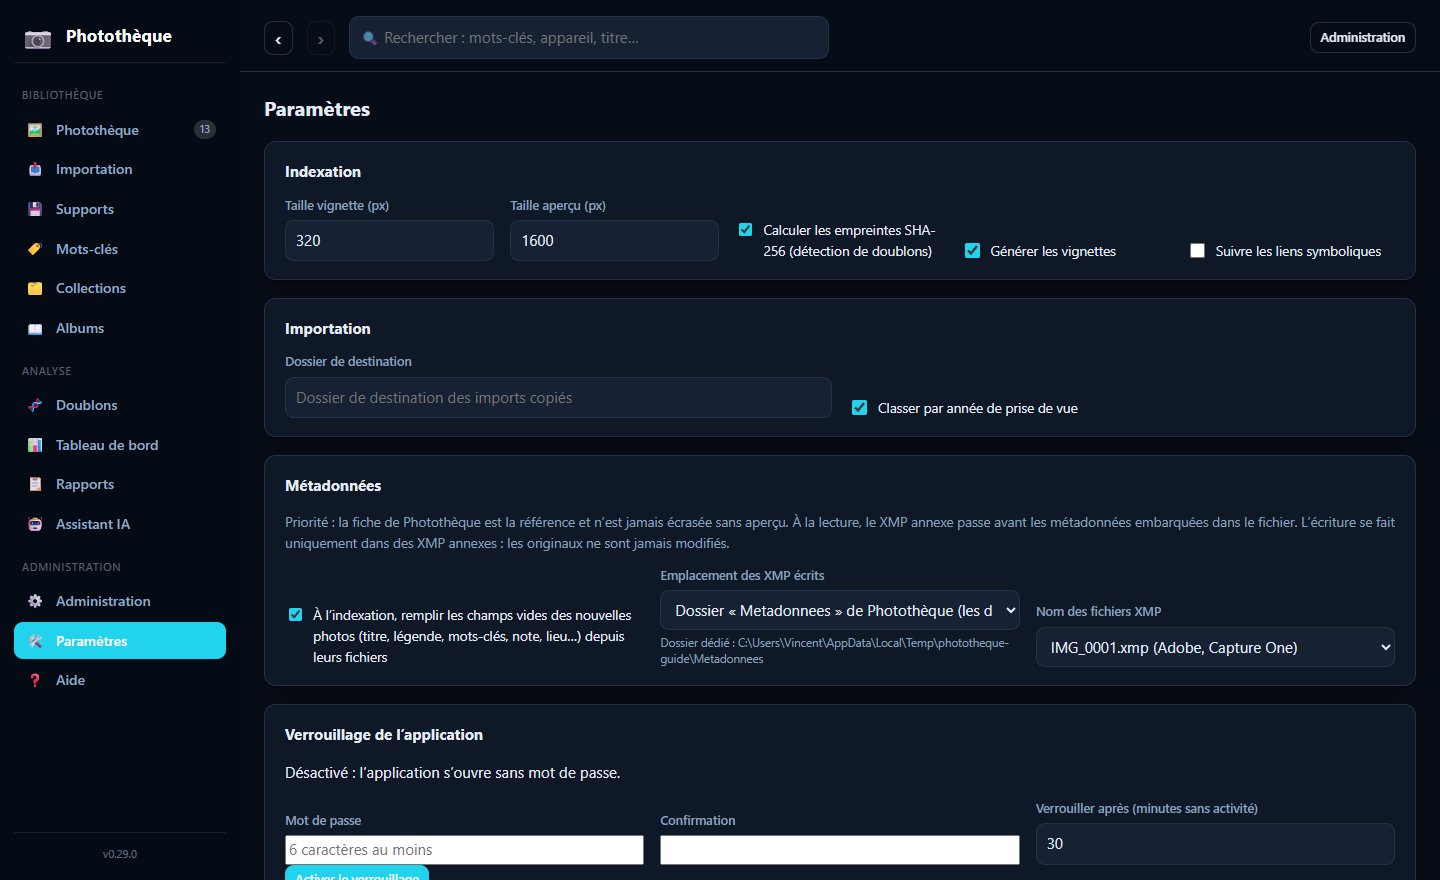 Photothèque
Rechercher : mots-clés, appareil, titre...
Administration
BIBLIOTHÈQUE
Photothèque
13
Importation
Supports
Mots-clés
Collections
Albums
ANALYSE
Doublons
Tableau de bord
Rapports
Assistant IA
ADMINISTRATION
Administration
Paramètres
Aide
v0.29.0
Paramètres
Indexation
Taille vignette (px)
320
Taille aperçu (px)
1600
Calculer les empreintes SHA-
256 (détection de doublons)
Générer les vignettes
Suivre les liens symboliques
Importation
Dossier de destination
Dossier de destination des imports copiés
Classer par année de prise de vue
Métadonnées
Priorité : la fiche de Photothèque est la référence et n’est jamais écrasée sans aperçu. À la lecture, le XMP annexe passe avant les métadonnées embarquées dans le fichier. L’écriture se fait
uniquement dans des XMP annexes : les originaux ne sont jamais modifiés.
À l’indexation, remplir les champs vides des nouvelles
photos (titre, légende, mots-clés, note, lieu…) depuis
leurs fichiers
Emplacement des XMP écrits
Dossier « Metadonnees » de Photothèque (les d
Dossier dédié : C:\Users\Vincent\AppData\Local\Temp\phototheque-
guide\Metadonnees
Nom des fichiers XMP
IMG_0001.xmp (Adobe, Capture One)
Verrouillage de l’application
Désactivé : l’application s’ouvre sans mot de passe.
Mot de passe
6 caractères au moins
Confirmation
Verrouiller après (minutes sans activité)
30
Activer le verrouillage